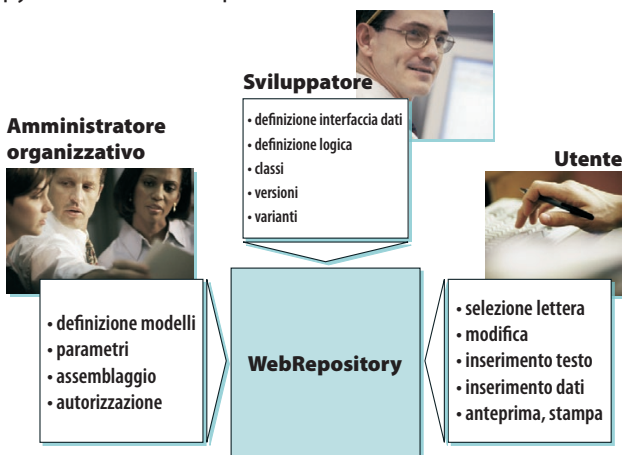 Sviluppatore
• definizione interfaccia dati
• definizione logica
• classi
• versioni
• varianti
Amministratore
organizzativo
• definizione modelli
• parametri
• assemblaggio
• autorizzazione
WebRepository
Utente
• selezione lettera
• modifica
• inserimento testo
• inserimento dati
• anteprima, stampa